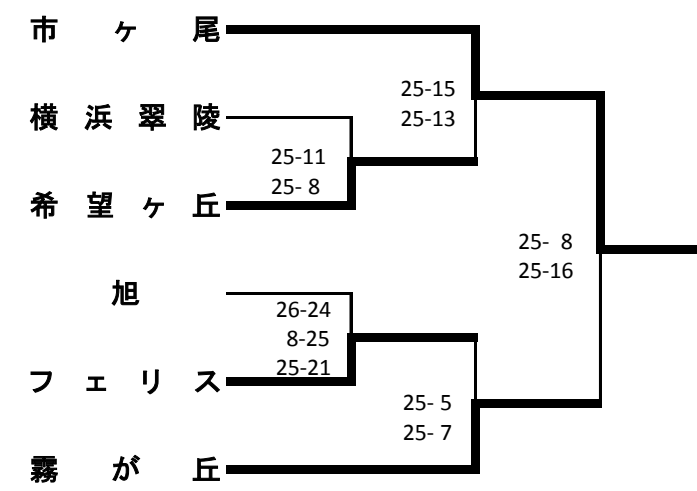 市ヶ尾
25-15
横浜翠陵
25-13
25-11
25- 8
希望ヶ丘
25- 8
25-16
旭
26-24
8-25
25-21
フェリス
25- 5
25- 7
霧が丘